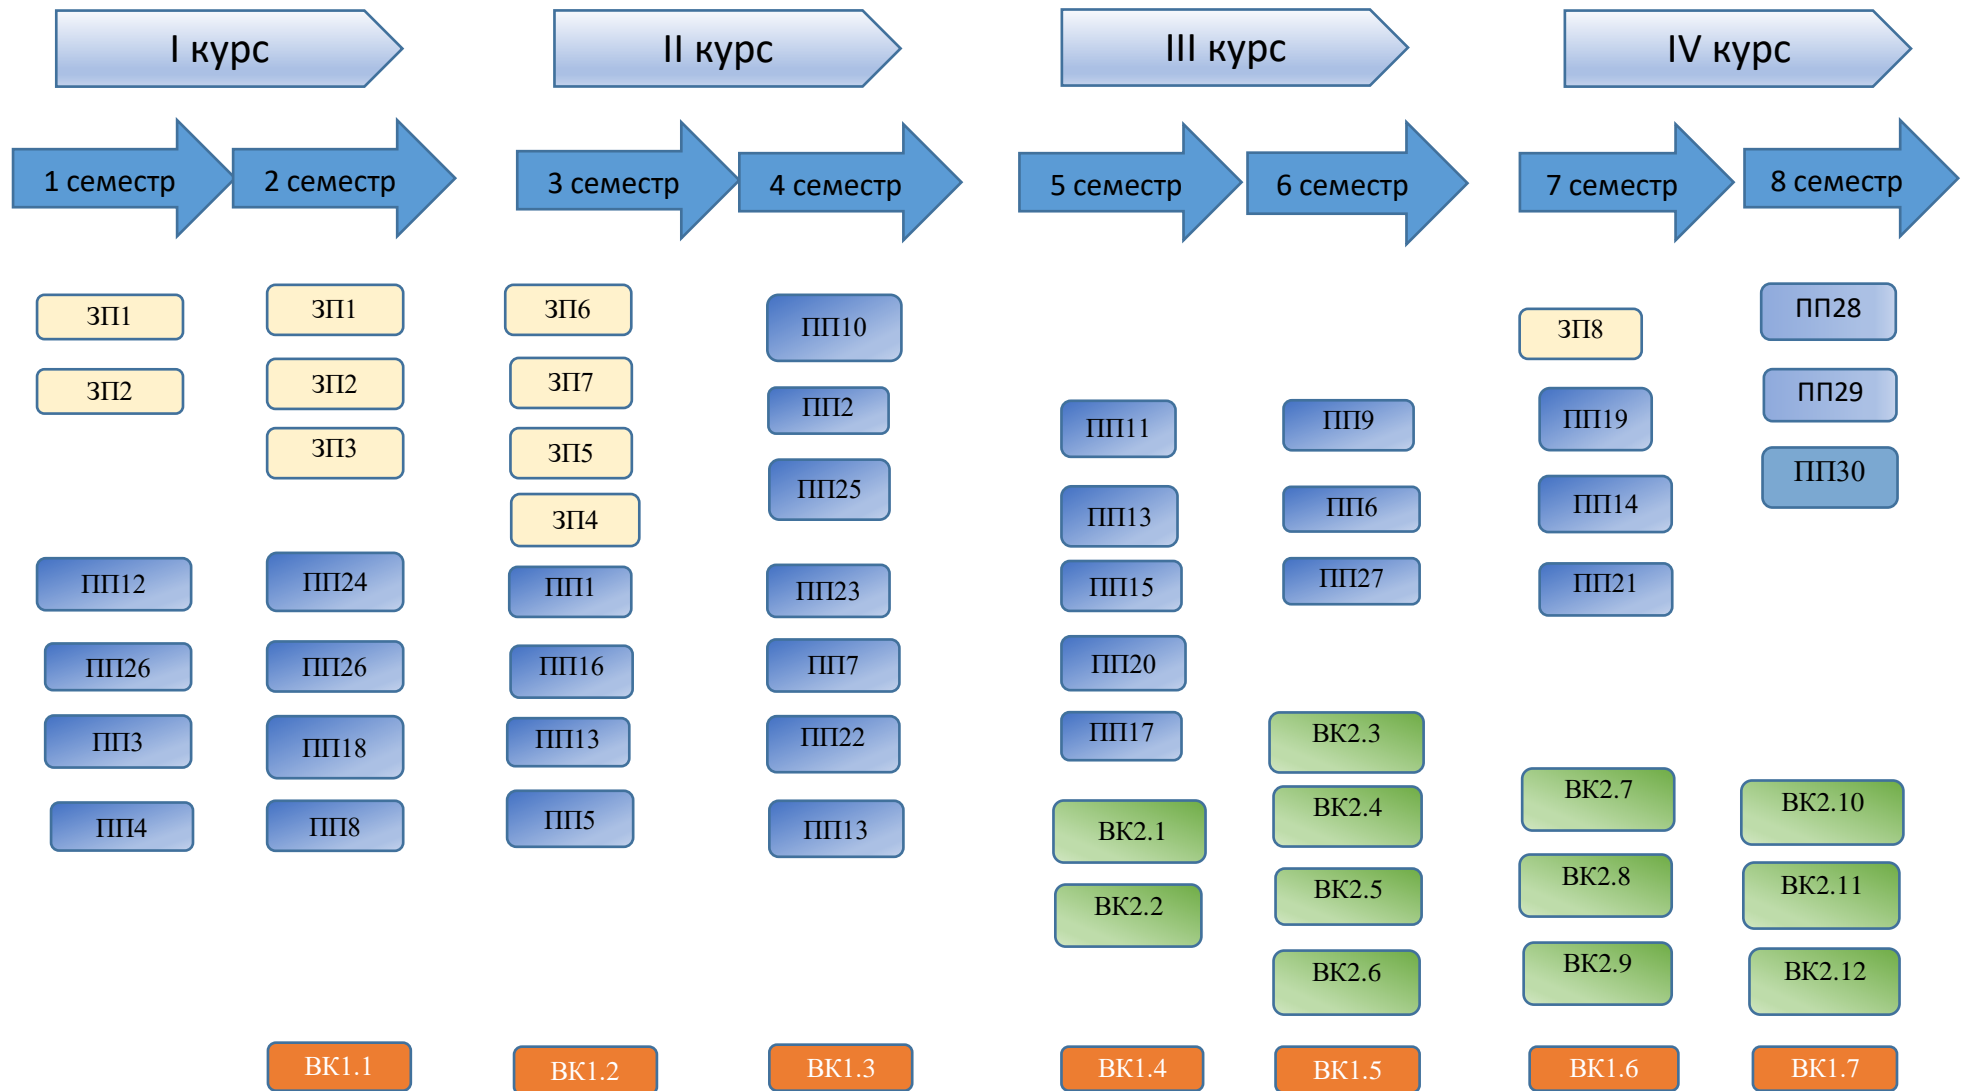 I курс
II курс
III курс
IV курс
1 семестр
2 семестр
3 семестр
4 семестр
5 семестр
6 семестр
7 семестр
8 семестр
ЗП1
ЗП2
ПП12
ПП26
ПП3
ПП4
ЗП1
ЗП2
ЗП3
ПП24
ПП26
ПП18
ПП8
ВК1.1
ЗП6
ЗП7
ЗП5
ЗП4
ПП1
ПП16
ПП13
ПП5
ВК1.2
ПП10
ПП2
ПП25
ПП23
ПП7
ПП22
ПП13
ВК1.3
ПП11
ПП13
ПП15
ПП20
ПП17
ВК2.1
ВК2.2
ВК1.4
ПП9
ПП6
ПП27
ВК2.3
ВК2.4
ВК2.5
ВК2.6
ВК1.5
ЗП8
ПП19
ПП14
ПП21
ВК2.7
ВК2.8
ВК2.9
ВК1.6
ПП28
ПП29
ПП30
ВК2.10
ВК2.11
ВК2.12
ВК1.7